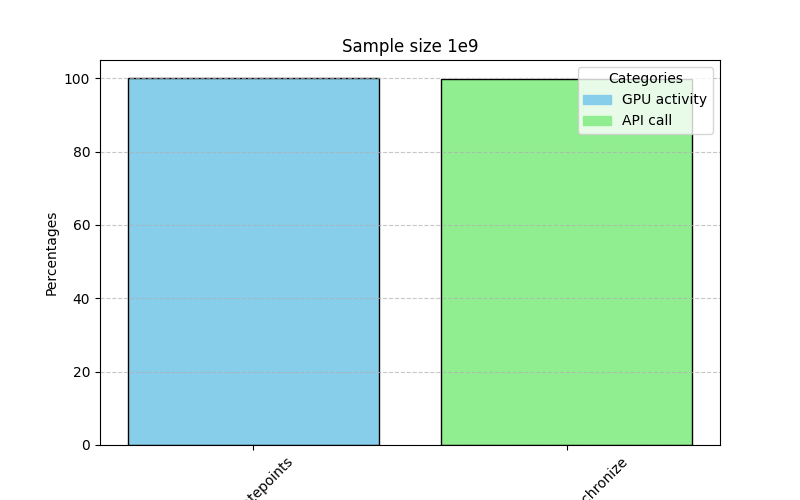 Sample size 1e9
Categories
GPU activity
API call
Percentages
100
80
60
40
20
0
tepoints
chronize